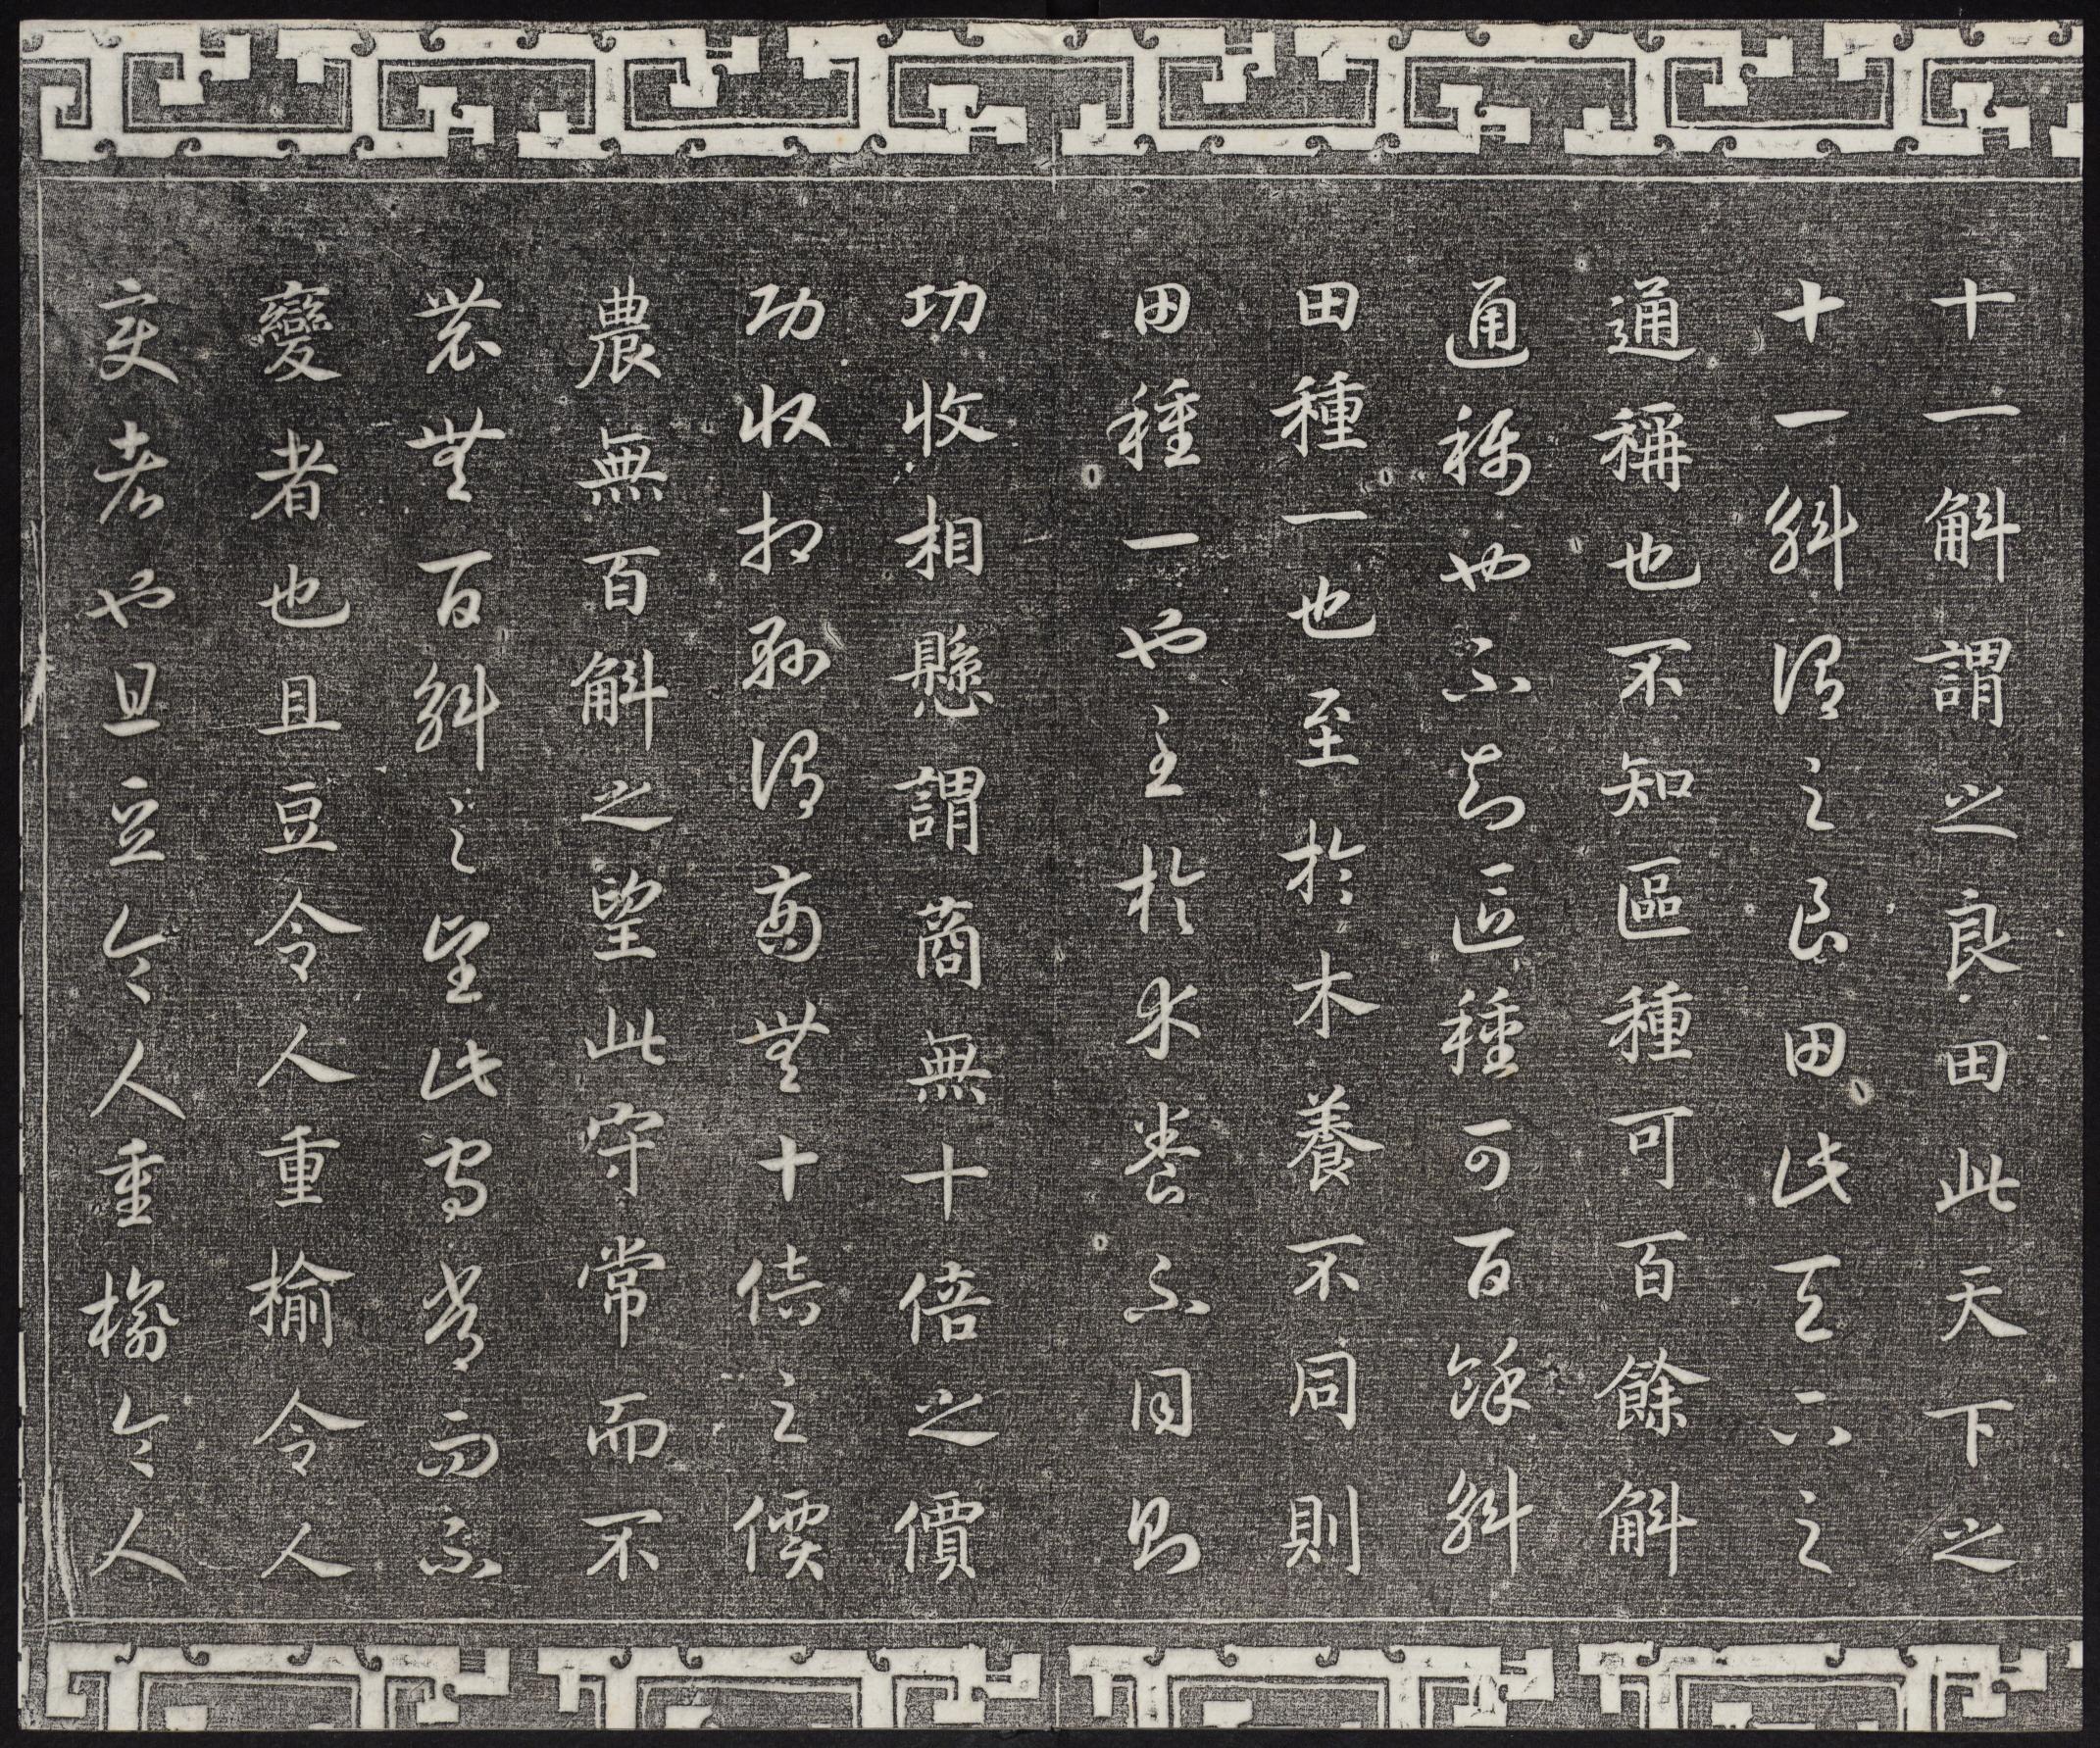 十一斛謂之良田此天下之
十一斛謂之良田此天下之
通稱也不知區種可百餘斛
通稱也不知區種可百餘斛
田種一也至於木養不同則
田種一也至於木養不同則
功收相懸謂商無十倍之價
功收相懸謂商無十倍之價
農無百斛之望此守常而不
農無百斛之望此守常而不
變者也且豆令人重榆令人
變者也且豆令人重榆令人